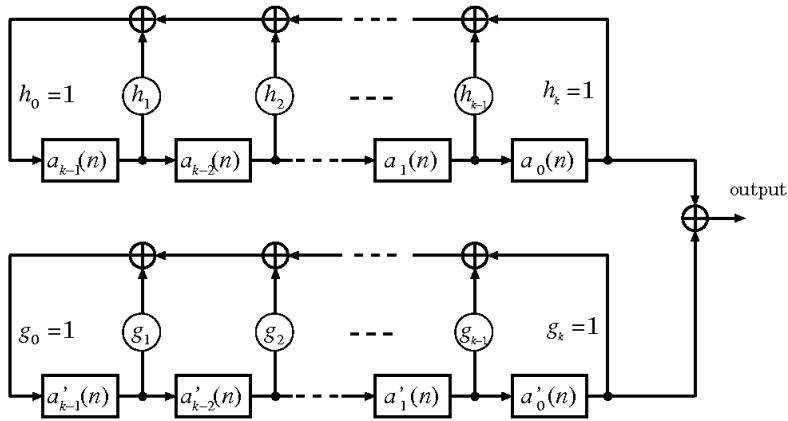 h₀=1 h₁ h₂ hₖ₋₁ hₖ=1
aₖ₋₁(n) aₖ₋₂(n) a₁(n) a₀(n)
output
g₀=1 g₁ g₂ gₖ₋₁ gₖ=1
a'ₖ₋₁(n) a'ₖ₋₂(n) a'₁(n) a'₀(n)